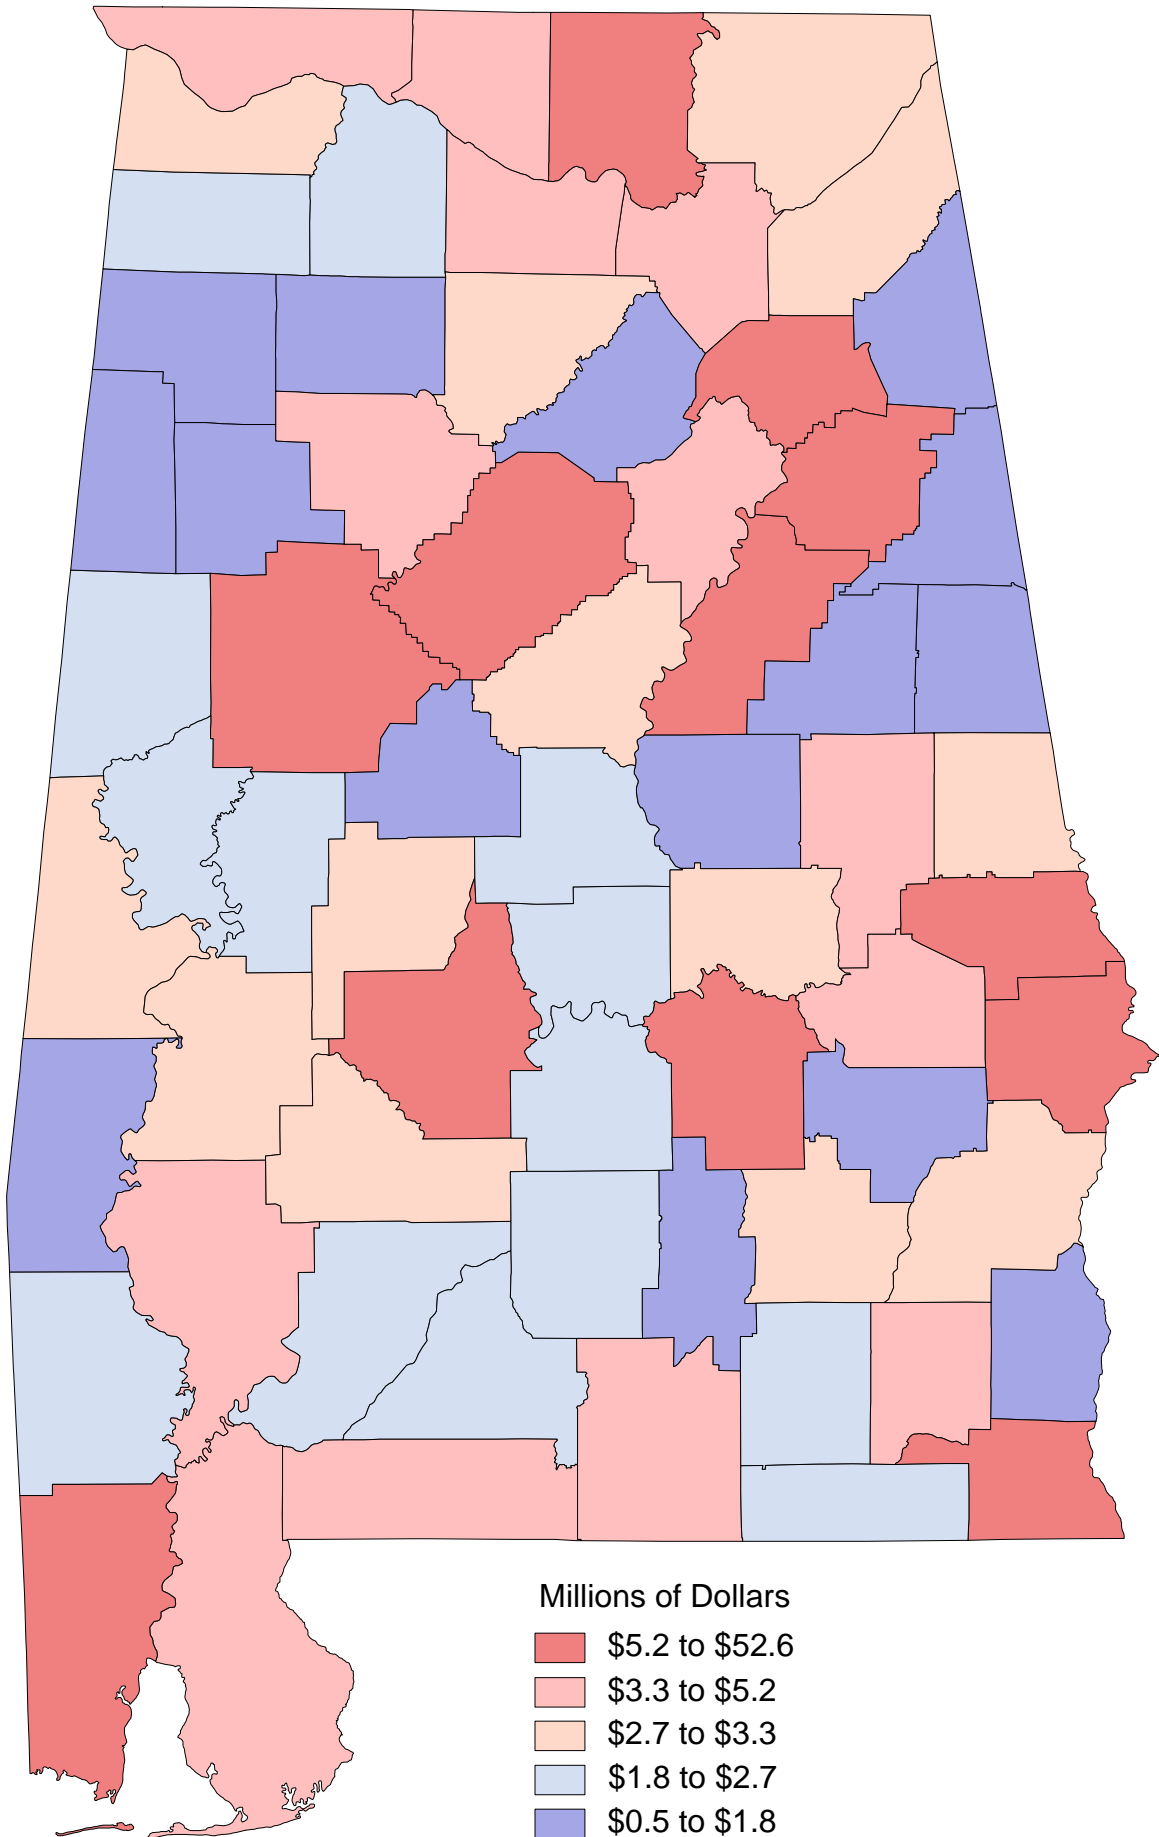 Millions of Dollars
$5.2 to $52.6
$3.3 to $5.2
$2.7 to $3.3
$1.8 to $2.7
$0.5 to $1.8